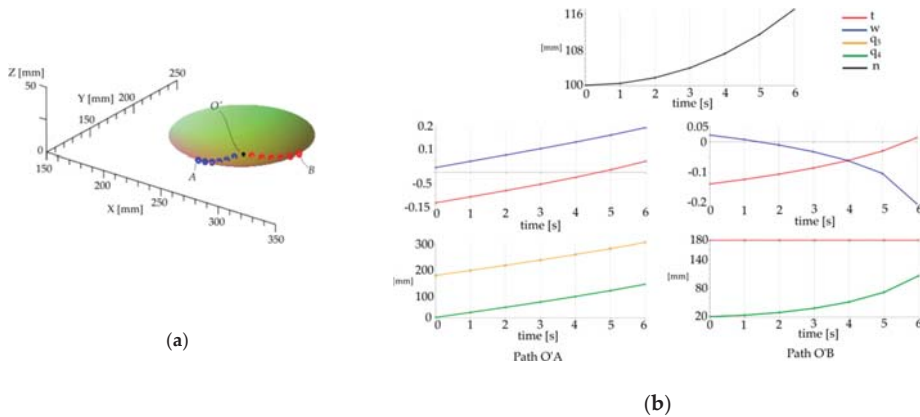 Z [mm]
50
0
Y [mm]
150
200
250
O'
A
B
150
200
250
300
350
X [mm]
(a)
116
[mm]
108
100
0 1 2 3 4 5 6
time [s]
t
w
q₅
q₄
n
0.2
0.1
-0.5
-0.15
0 1 2 3 4 5 6
time [s]
0.05
0
-0.1
-0.2
0 1 2 3 4 5 6
time [s]
300
200
[mm]
100
0
0 1 2 3 4 5 6
time [s]
Path O'A
180
140
[mm]
80
20
0 1 2 3 4 5 6
time [s]
Path O'B
(b)